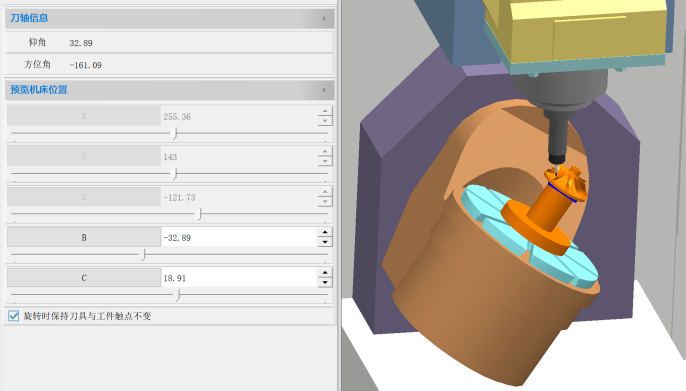 刀轴信息
仰角 32.89
方位角 -161.09
预览机床位置
X 255.36
Y 143
Z -121.73
B -32.89
C 18.91
旋转时保持刀具与工件触点不变